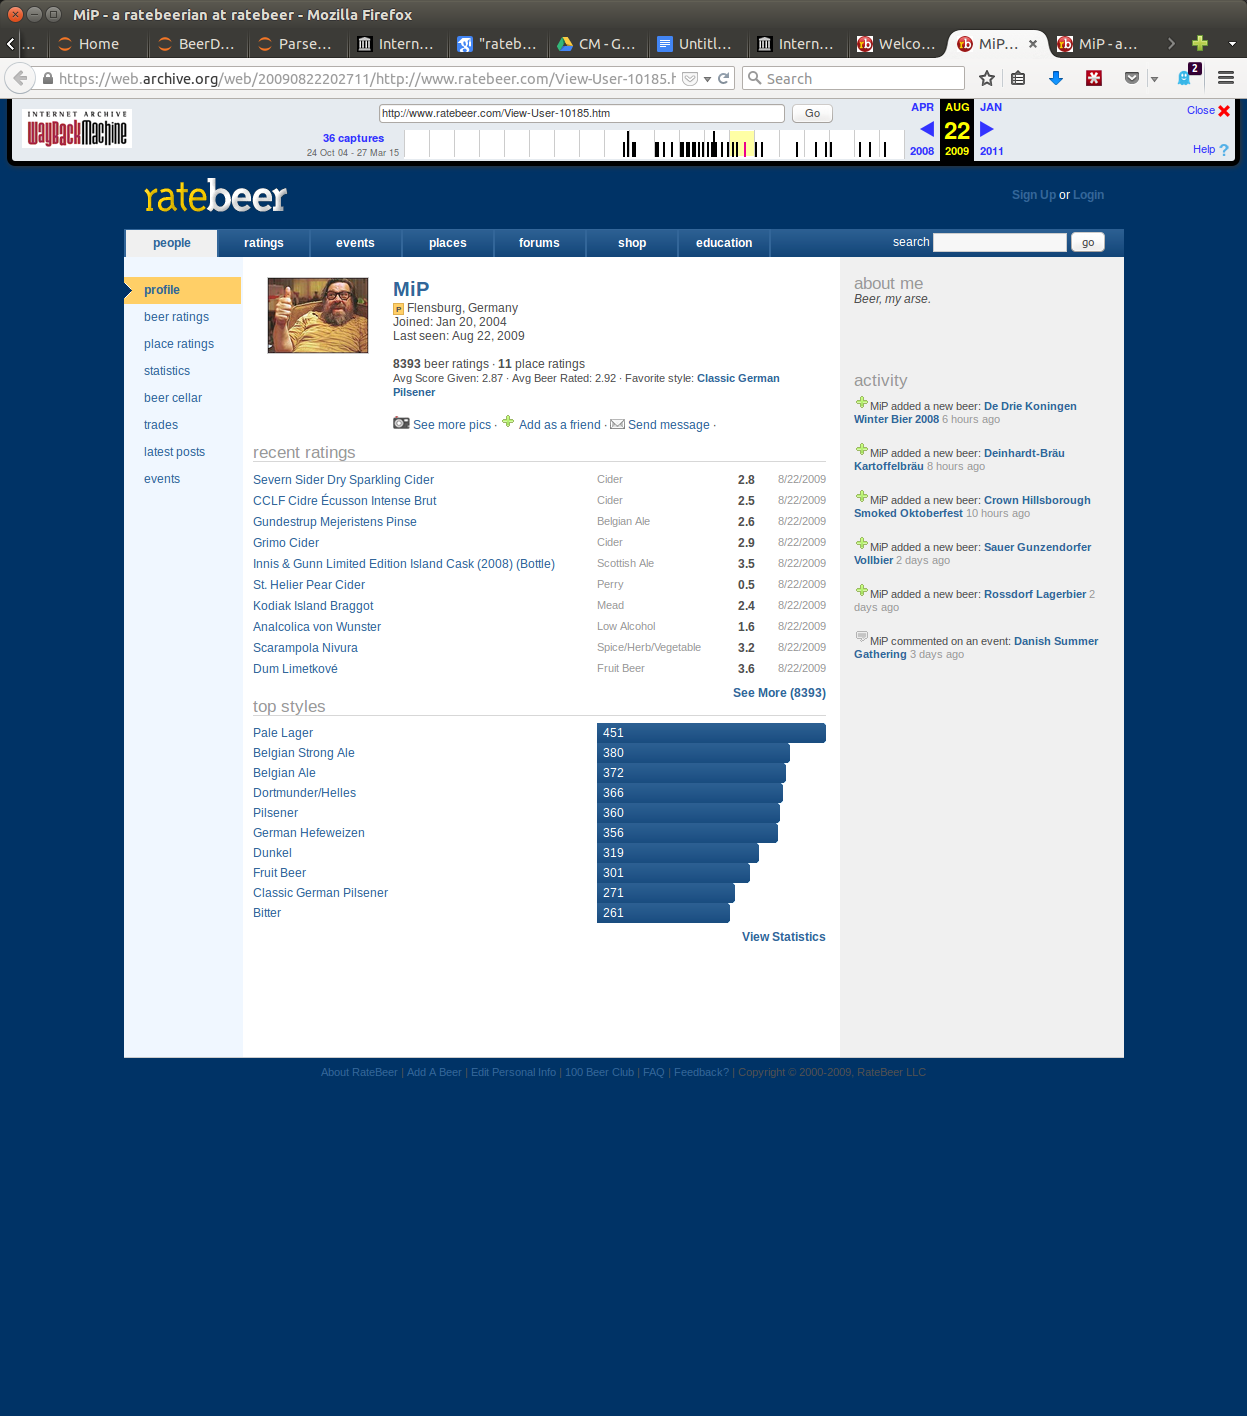 MiP - a ratebeerian at ratebeer - Mozilla Firefox
... Home BeerD... Parse... Intern... "rateb... CM - G... Untitl... Intern... Welco... MiP... MiP - a...
https://web.archive.org/web/20090822202711/http://www.ratebeer.com/View-User-10185.h Search 2
INTERNET ARCHIVE
WayBackMachine
http://www.ratebeer.com/View-User-10185.htm Go
36 captures
24 Oct 04 - 27 Mar 15
APR AUG JAN
22
2008 2009 2011
Close
Help ?
ratebeer
Sign Up or Login
people ratings events places forums shop education search go
profile
beer ratings
place ratings
statistics
beer cellar
trades
latest posts
events
MiP
P Flensburg, Germany
Joined: Jan 20, 2004
Last seen: Aug 22, 2009
8393 beer ratings · 11 place ratings
Avg Score Given: 2.87 · Avg Beer Rated: 2.92 · Favorite style: Classic German
Pilsener
See more pics · Add as a friend · Send message ·
recent ratings
Severn Sider Dry Sparkling Cider Cider 2.8 8/22/2009
CCLF Cidre Écusson Intense Brut Cider 2.5 8/22/2009
Gundestrup Mejeristens Pinse Belgian Ale 2.6 8/22/2009
Grimo Cider Cider 2.9 8/22/2009
Innis & Gunn Limited Edition Island Cask (2008) (Bottle) Scottish Ale 3.5 8/22/2009
St. Helier Pear Cider Perry 0.5 8/22/2009
Kodiak Island Braggot Mead 2.4 8/22/2009
Analcolica von Wunster Low Alcohol 1.6 8/22/2009
Scarampola Nivura Spice/Herb/Vegetable 3.2 8/22/2009
Dum Limetkové Fruit Beer 3.6 8/22/2009
See More (8393)
top styles
Pale Lager 451
Belgian Strong Ale 380
Belgian Ale 372
Dortmunder/Helles 366
Pilsener 360
German Hefeweizen 356
Dunkel 319
Fruit Beer 301
Classic German Pilsener 271
Bitter 261
View Statistics
about me
Beer, my arse.
activity
MiP added a new beer: De Drie Koningen
Winter Bier 2008 6 hours ago
MiP added a new beer: Deinhardt-Bräu
Kartoffelbräu 8 hours ago
MiP added a new beer: Crown Hillsborough
Smoked Oktoberfest 10 hours ago
MiP added a new beer: Sauer Gunzendorfer
Vollbier 2 days ago
MiP added a new beer: Rossdorf Lagerbier 2
days ago
MiP commented on an event: Danish Summer
Gathering 3 days ago
About RateBeer | Add A Beer | Edit Personal Info | 100 Beer Club | FAQ | Feedback? | Copyright © 2000-2009, RateBeer LLC